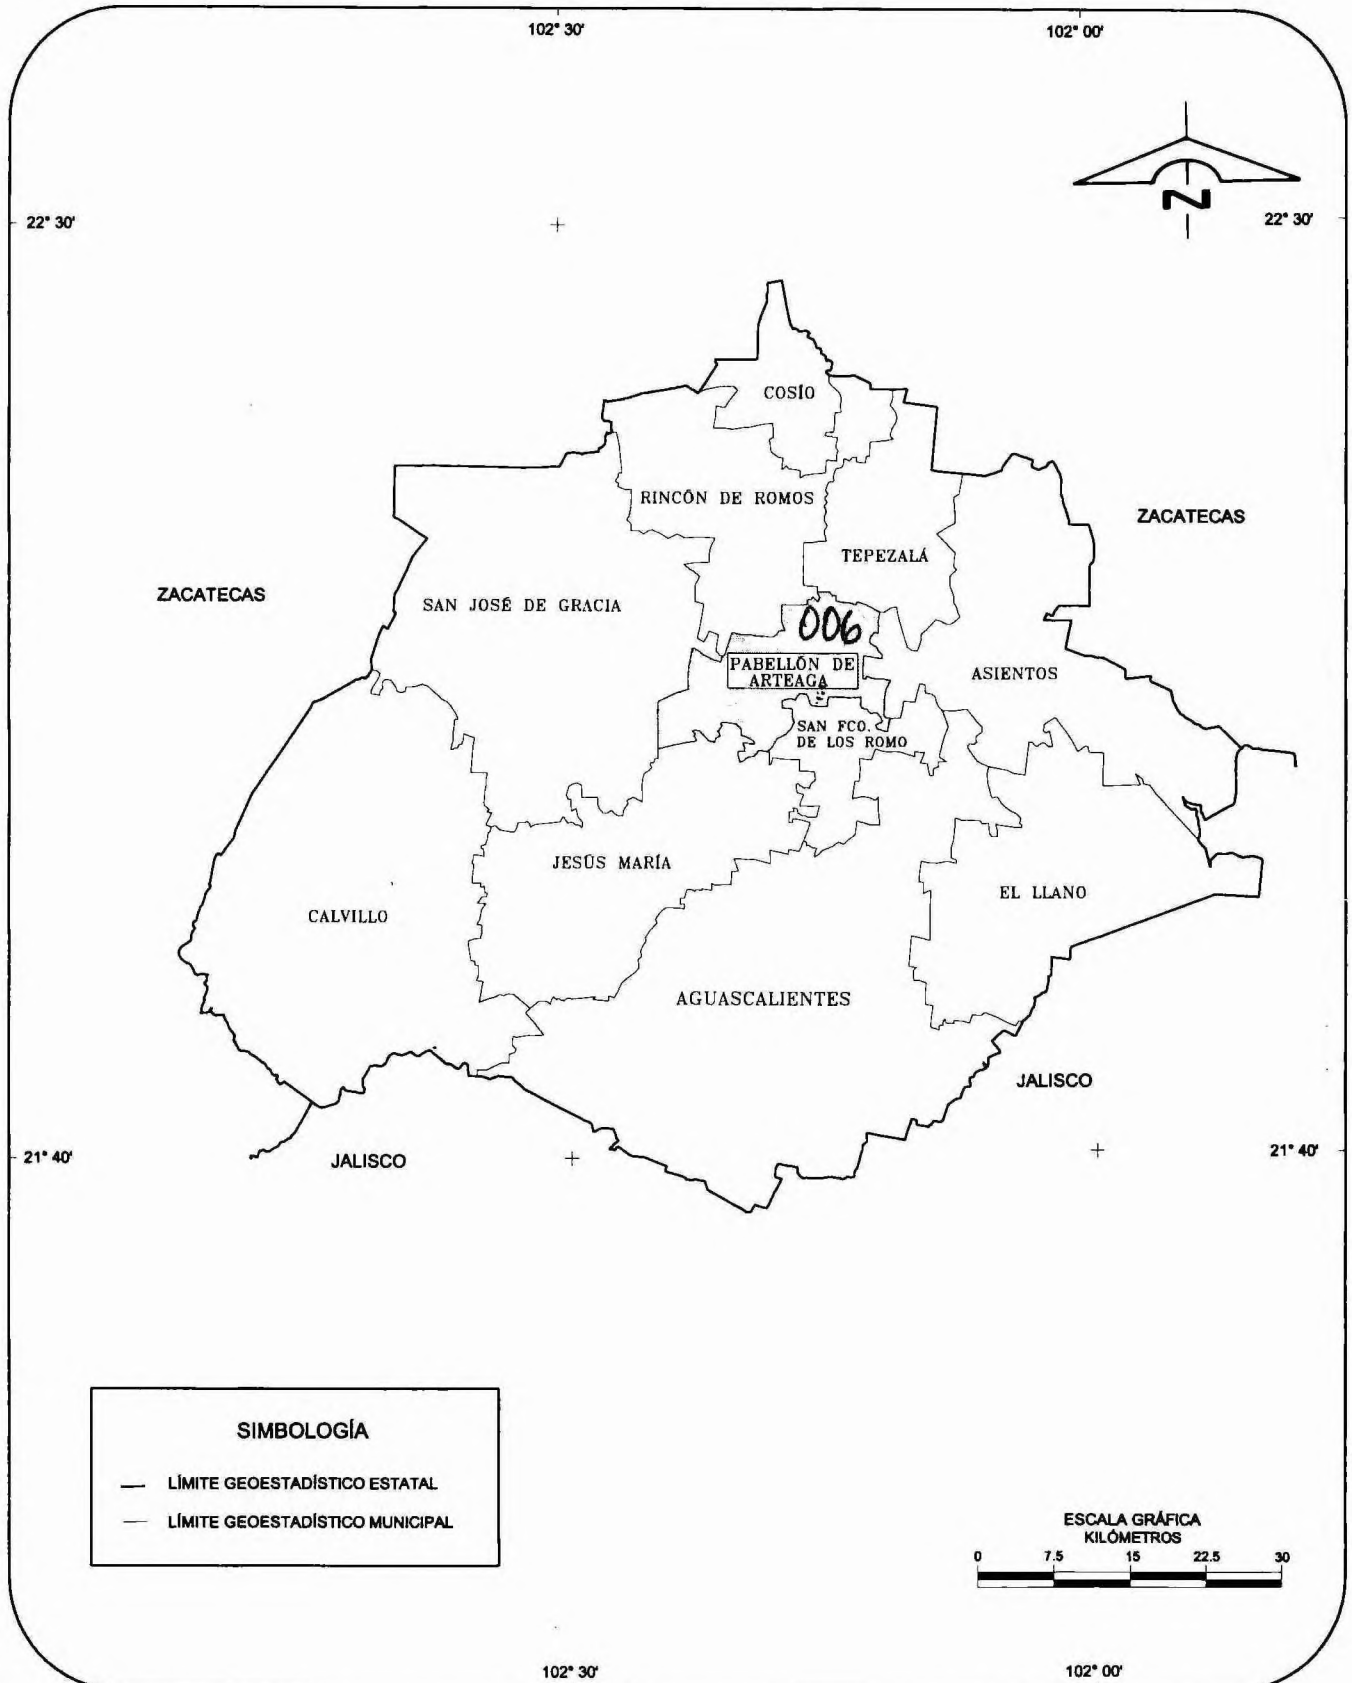 102° 30'
102° 00'
N
22° 30'
22° 30'
COSÍO
RINCÓN DE ROMOS
ZACATECAS
TEPEZALÁ
ZACATECAS
SAN JOSÉ DE GRACIA
006
PABELLÓN DE
ARTEAGA
ASIENTOS
SAN FCO.
DE LOS ROMO
JESÚS MARÍA
EL LLANO
CALVILLO
AGUASCALIENTES
JALISCO
21° 40'
JALISCO
21° 40'
SIMBOLOGÍA
LÍMITE GEOESTADÍSTICO ESTATAL
LÍMITE GEOESTADÍSTICO MUNICIPAL
ESCALA GRÁFICA
KILÓMETROS
0 7.5 15 22.5 30
102° 30'
102° 00'